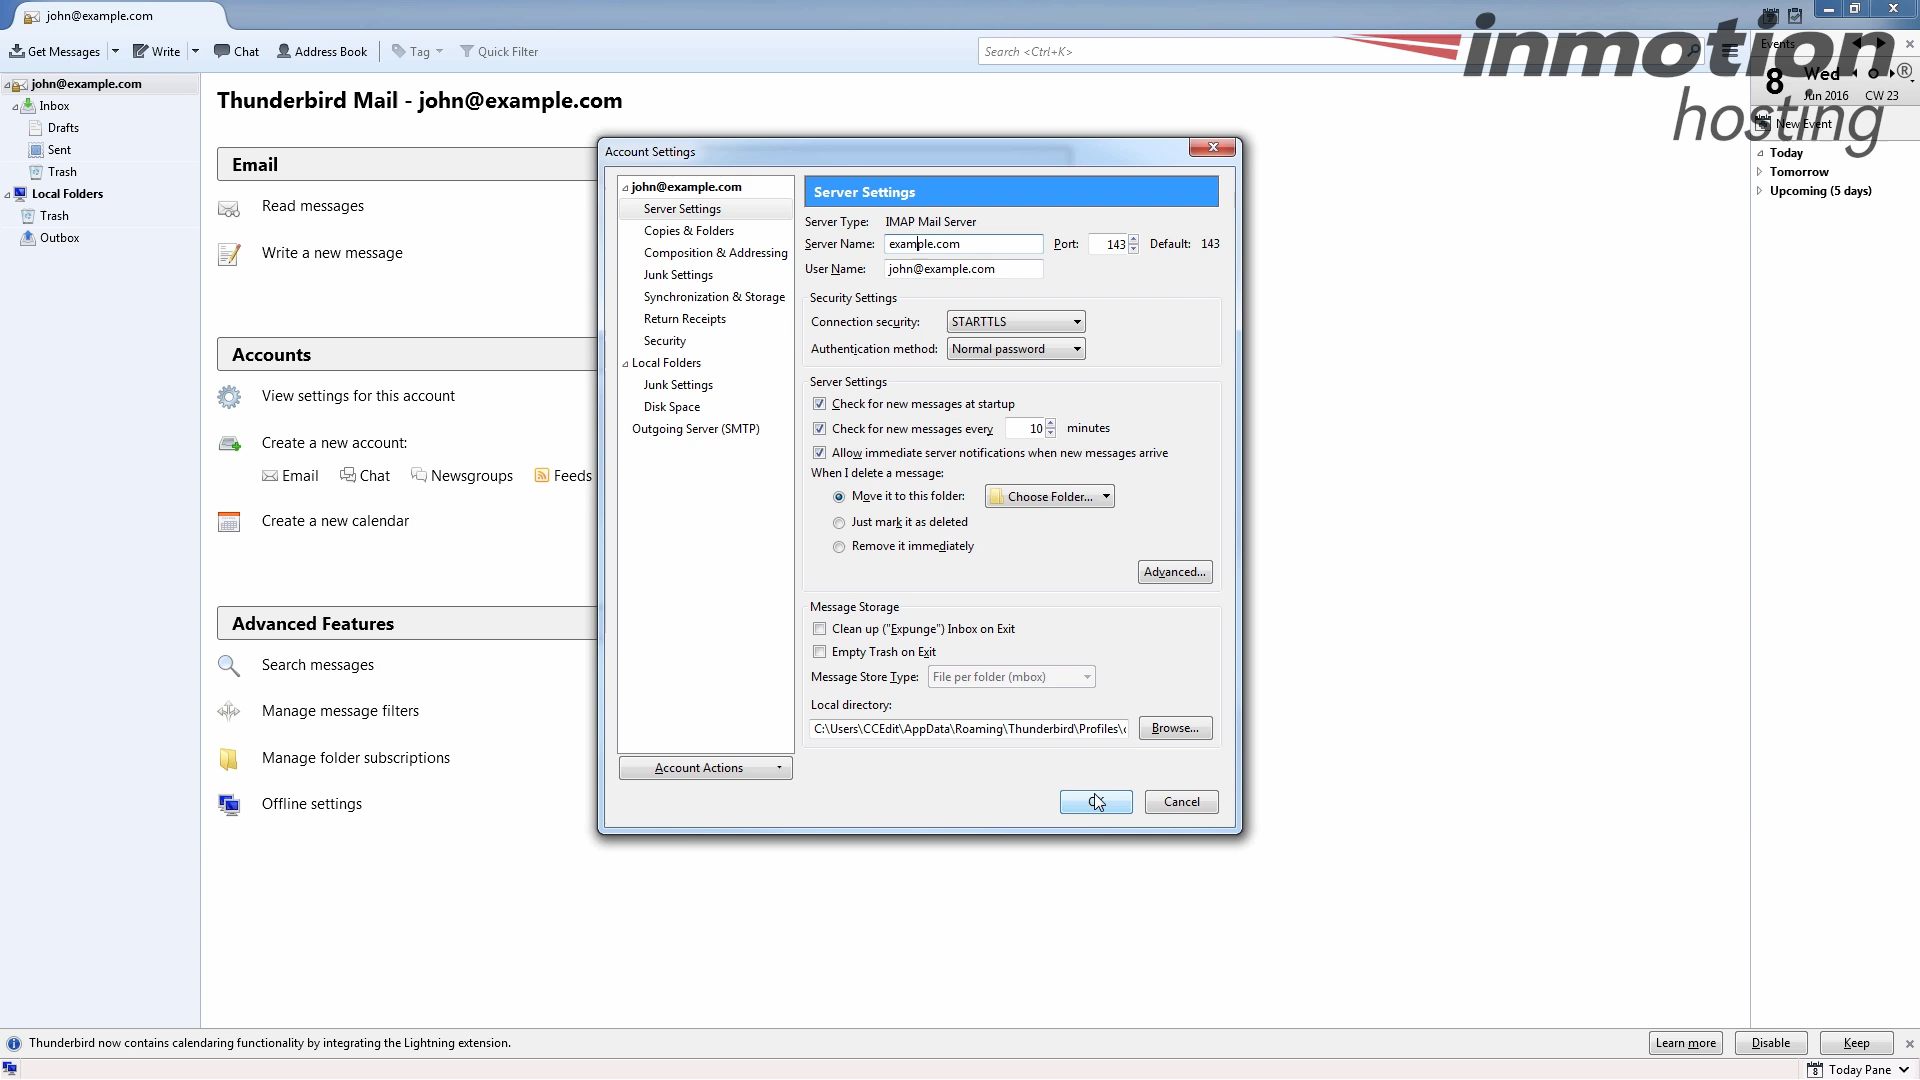 john@example.com
Get Messages
Write
Chat
Address Book
Tag
Quick Filter
Search <Ctrl+K>
inmotion®
hosting
Events
8
Wed
Jun 2016
CW 23
New Event
Today
Tomorrow
Upcoming (5 days)
john@example.com
Inbox
Drafts
Sent
Trash
Local Folders
Trash
Outbox
Thunderbird Mail - john@example.com
Email
Read messages
Write a new message
Accounts
View settings for this account
Create a new account:
Email
Chat
Newsgroups
Feeds
Create a new calendar
Advanced Features
Search messages
Manage message filters
Manage folder subscriptions
Offline settings
Account Settings
john@example.com
Server Settings
Copies & Folders
Composition & Addressing
Junk Settings
Synchronization & Storage
Return Receipts
Security
Local Folders
Junk Settings
Disk Space
Outgoing Server (SMTP)
Account Actions
Server Settings
Server Type: IMAP Mail Server
Server Name: example.com Port: 143 Default: 143
User Name: john@example.com
Security Settings
Connection security: STARTTLS
Authentication method: Normal password
Server Settings
Check for new messages at startup
Check for new messages every 10 minutes
Allow immediate server notifications when new messages arrive
When I delete a message:
Move it to this folder: Choose Folder...
Just mark it as deleted
Remove it immediately
Advanced...
Message Storage
Clean up ("Expunge") Inbox on Exit
Empty Trash on Exit
Message Store Type: File per folder (mbox)
Local directory:
C:\Users\CCEdit\AppData\Roaming\Thunderbird\Profiles\
Browse...
Cancel
Thunderbird now contains calendaring functionality by integrating the Lightning extension.
Learn more
Disable
Keep
8
Today Pane